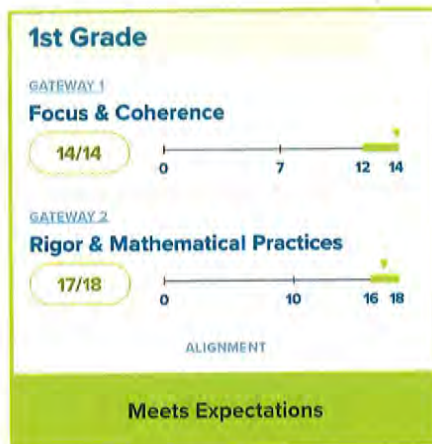 1st Grade
GATEWAY 1
Focus & Coherence
14/14
0 7 12 14
GATEWAY 2
Rigor & Mathematical Practices
17/18
0 10 16 18
ALIGNMENT
Meets Expectations